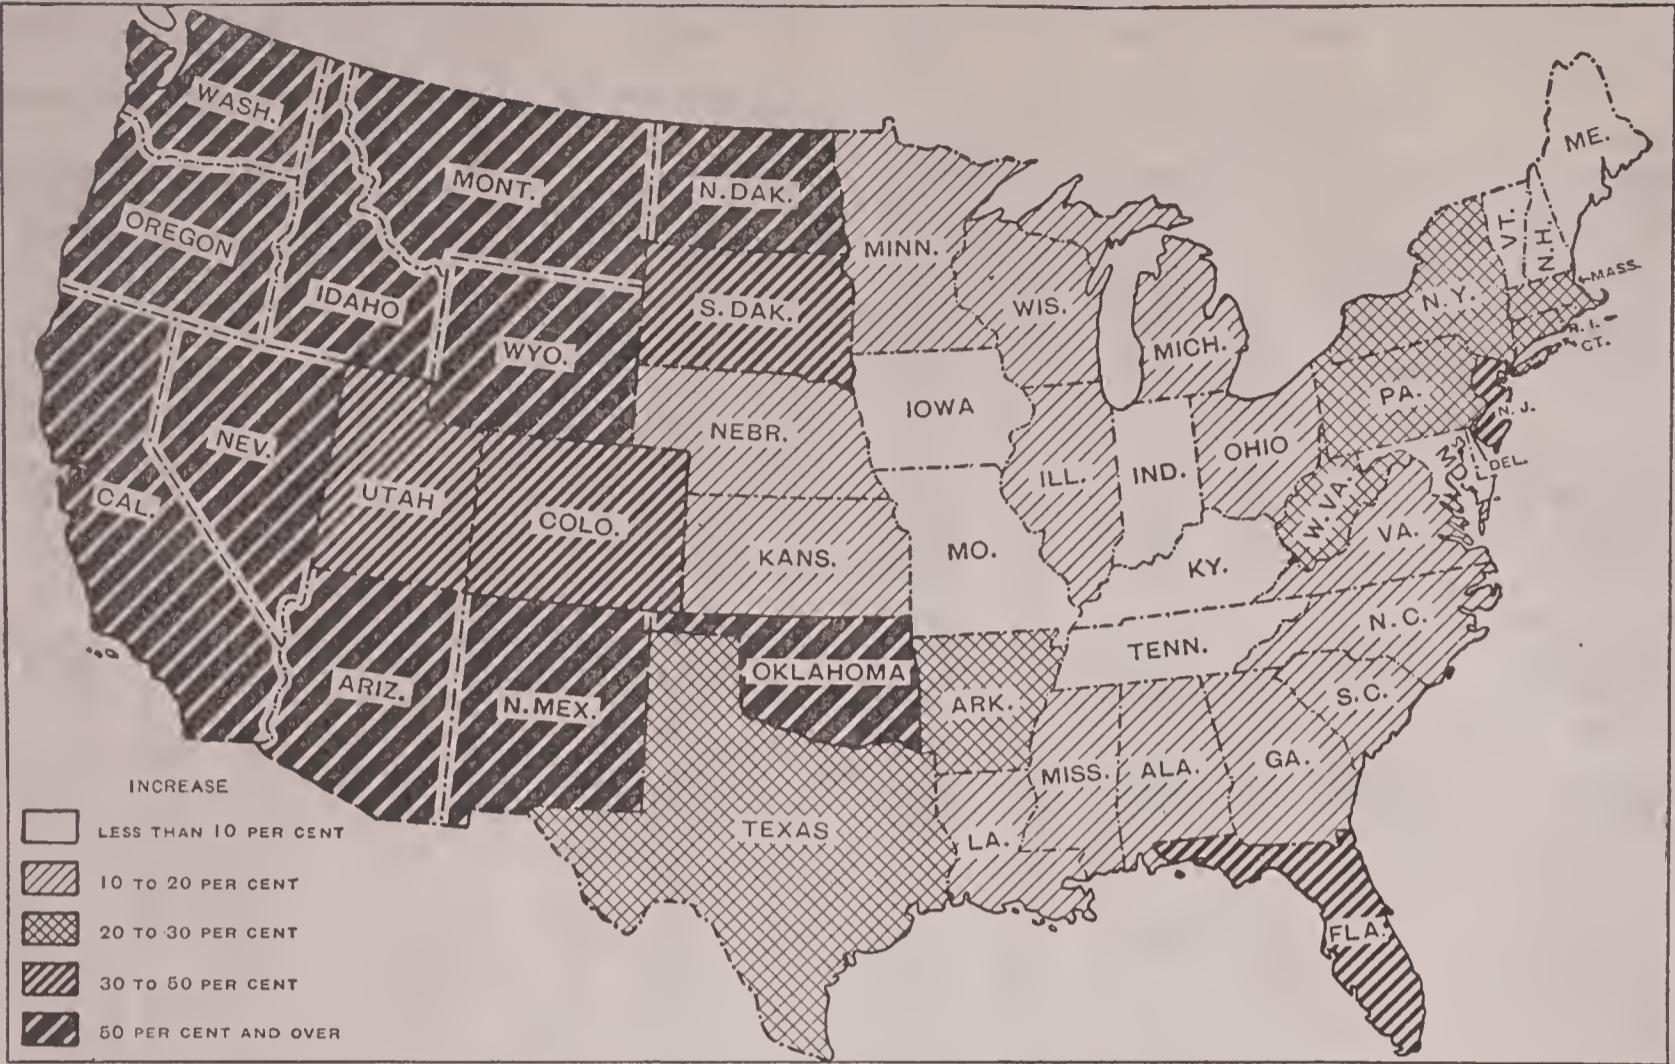 WASH.
MONT.
N. DAK.
MINN.
OREGON
IDAHO
S. DAK.
WIS.
MICH.
ME.
VT.
N.H.
MASS.
N.Y.
R. I.
CT.
WYO.
IOWA
NEBR.
PA.
N. J.
NEV.
OHIO
CAL.
UTAH
COLO.
ILL.
IND.
W. VA.
MD.
DEL.
KANS.
MO.
KY.
VA.
TENN.
N. C.
ARIZ.
N. MEX.
OKLAHOMA
ARK.
S.C.
MISS.
ALA.
GA.
TEXAS
LA.
FLA.
INCREASE
LESS THAN 10 PER CENT
10 TO 20 PER CENT
20 TO 30 PER CENT
30 TO 50 PER CENT
50 PER CENT AND OVER